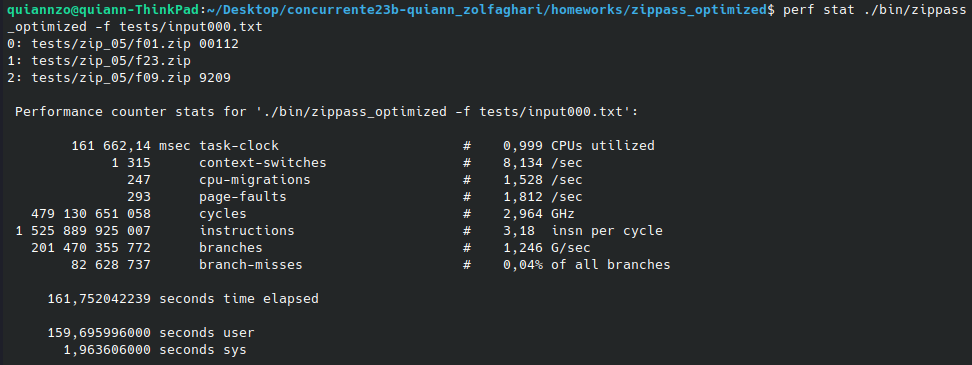 quiannzo@quiann-ThinkPad:~/Desktop/concurrente23b-quiann_zolfaghari/homeworks/zippass_optimized$ perf stat ./bin/zippass
_optimized -f tests/input000.txt
0: tests/zip_05/f01.zip 00112
1: tests/zip_05/f23.zip
2: tests/zip_05/f09.zip 9209
Performance counter stats for './bin/zippass_optimized -f tests/input000.txt':
161 662,14 msec task-clock # 0,999 CPUs utilized
1 315 context-switches # 8,134 /sec
247 cpu-migrations # 1,528 /sec
293 page-faults # 1,812 /sec
479 130 651 058 cycles # 2,964 GHz
1 525 889 925 007 instructions # 3,18 insn per cycle
201 470 355 772 branches # 1,246 G/sec
82 628 737 branch-misses # 0,04% of all branches
161,752042239 seconds time elapsed
159,695996000 seconds user
1,963606000 seconds sys